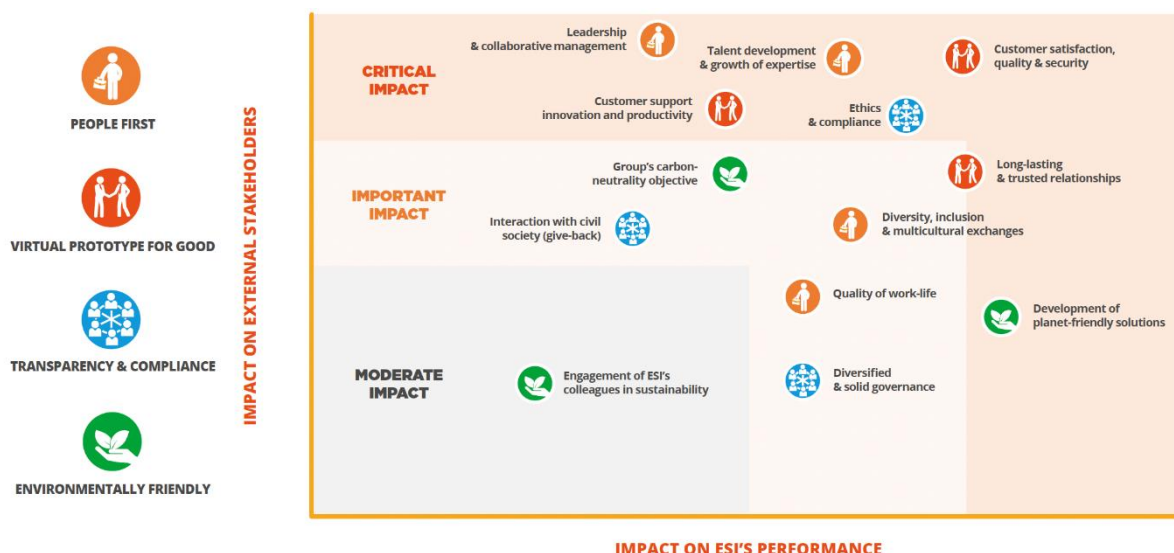 PEOPLE FIRST
VIRTUAL PROTOTYPE FOR GOOD
TRANSPARENCY & COMPLIANCE
ENVIRONMENTALLY FRIENDLY
IMPACT ON EXTERNAL STAKEHOLDERS
CRITICAL
IMPACT
Leadership
& collaborative management
Talent development
& growth of expertise
Customer satisfaction,
quality & security
Customer support
innovation and productivity
Ethics
& compliance
IMPORTANT
IMPACT
Group's carbon-
neutrality objective
Long-lasting
& trusted relationships
Interaction with civil
society (give-back)
Diversity, inclusion
& multicultural exchanges
Quality of work-life
Development of
planet-friendly solutions
MODERATE
IMPACT
Engagement of ESI's
colleagues in sustainability
Diversified
& solid governance
IMPACT ON ESI'S PERFORMANCE